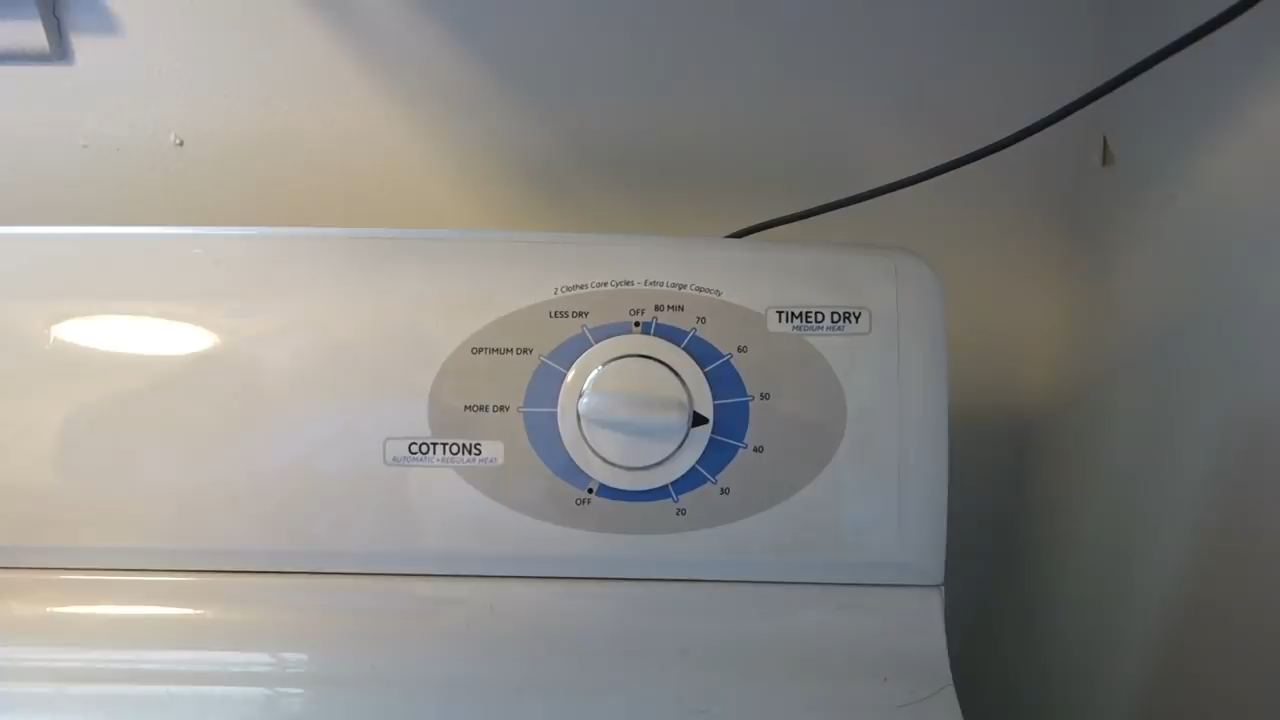 2 Clothes Care Cycles – Extra Large Capacity
LESS DRY
OFF
80 MIN
70
TIMED DRY
MEDIUM HEAT
OPTIMUM DRY
60
MORE DRY
50
COTTONS
AUTOMATIC • REGULAR HEAT
40
OFF
30
20